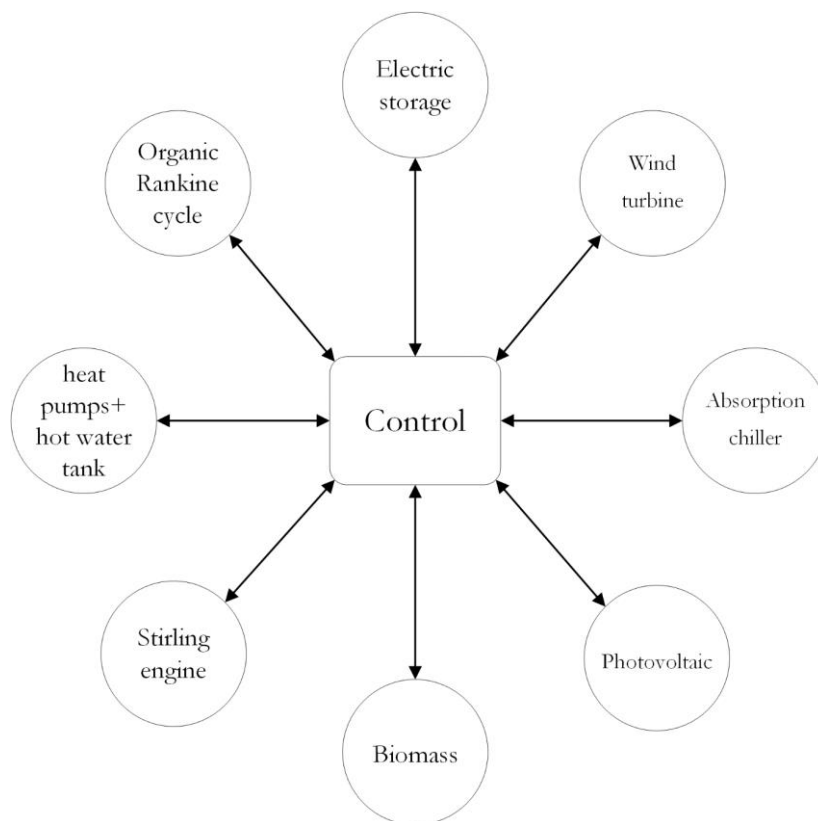 Electric
storage
Organic
Rankine
cycle
Wind
turbine
heat
pumps+
hot water
tank
Control
Absorption
chiller
Stirling
engine
Photovoltaic
Biomass